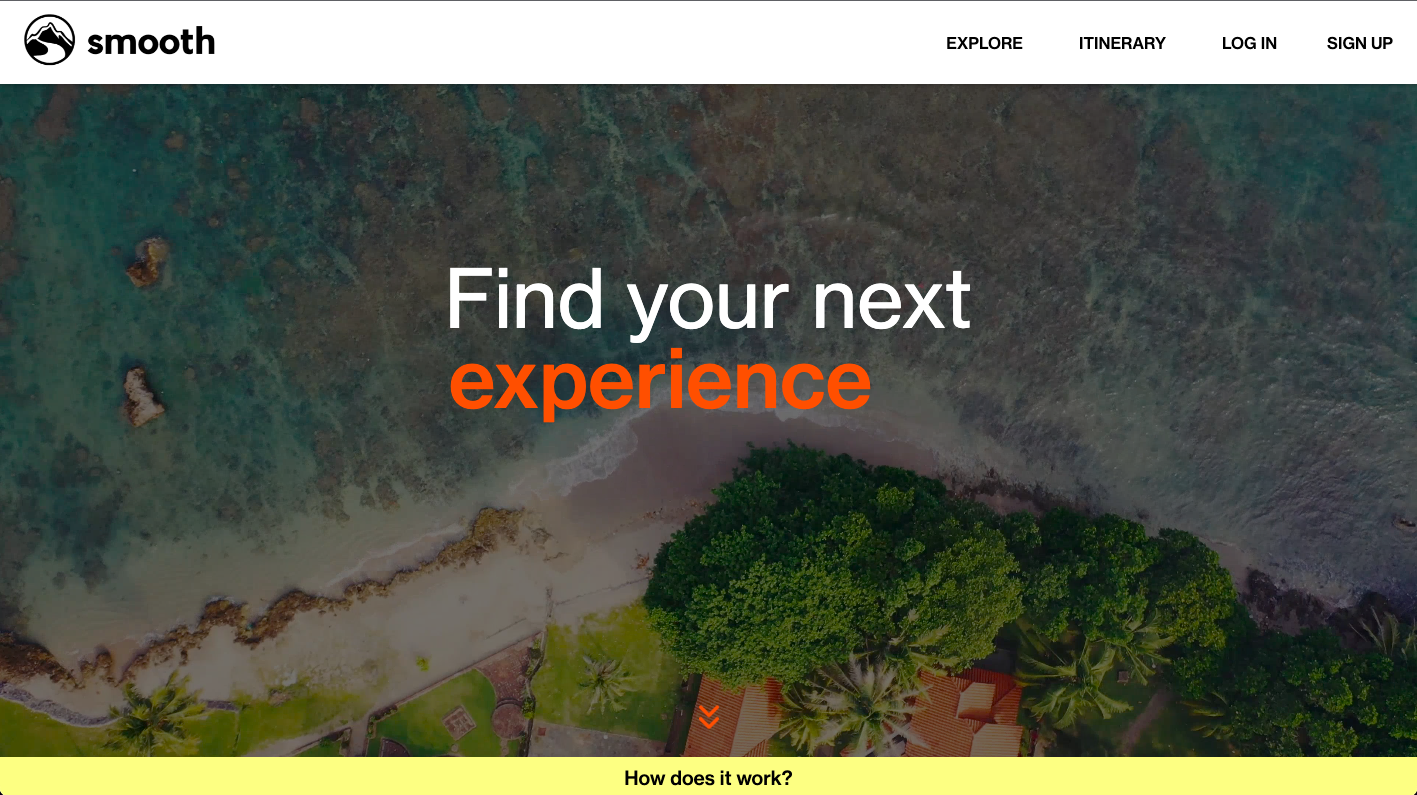 smooth
EXPLORE ITINERARY LOG IN SIGN UP
Find your next
experience
How does it work?